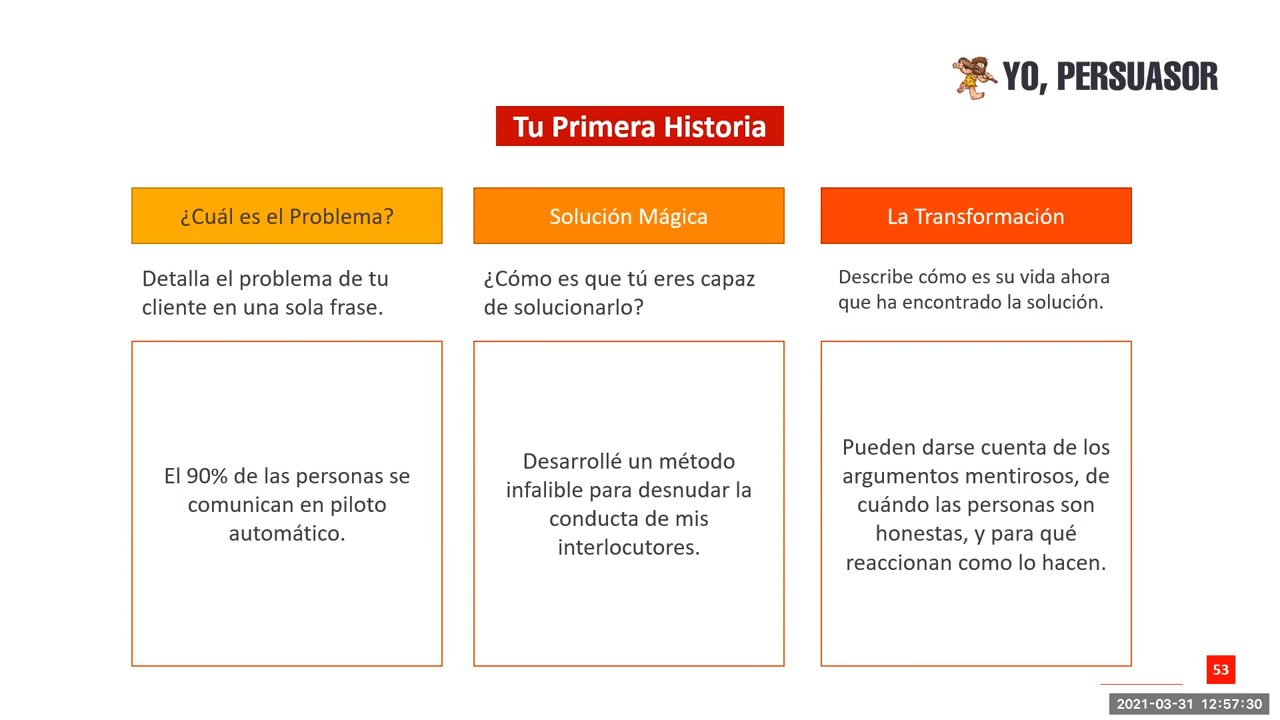 YO, PERSUASOR
Tu Primera Historia
¿Cuál es el Problema?
Detalla el problema de tu
cliente en una sola frase.
El 90% de las personas se
comunican en piloto
automático.
Solución Mágica
¿Cómo es que tú eres capaz
de solucionarlo?
Desarrollé un método
infalible para desnudar la
conducta de mis
interlocutores.
La Transformación
Describe cómo es su vida ahora
que ha encontrado la solución.
Pueden darse cuenta de los
argumentos mentirosos, de
cuándo las personas son
honestas, y para qué
reaccionan como lo hacen.
53
2021-03-31 12:57:30